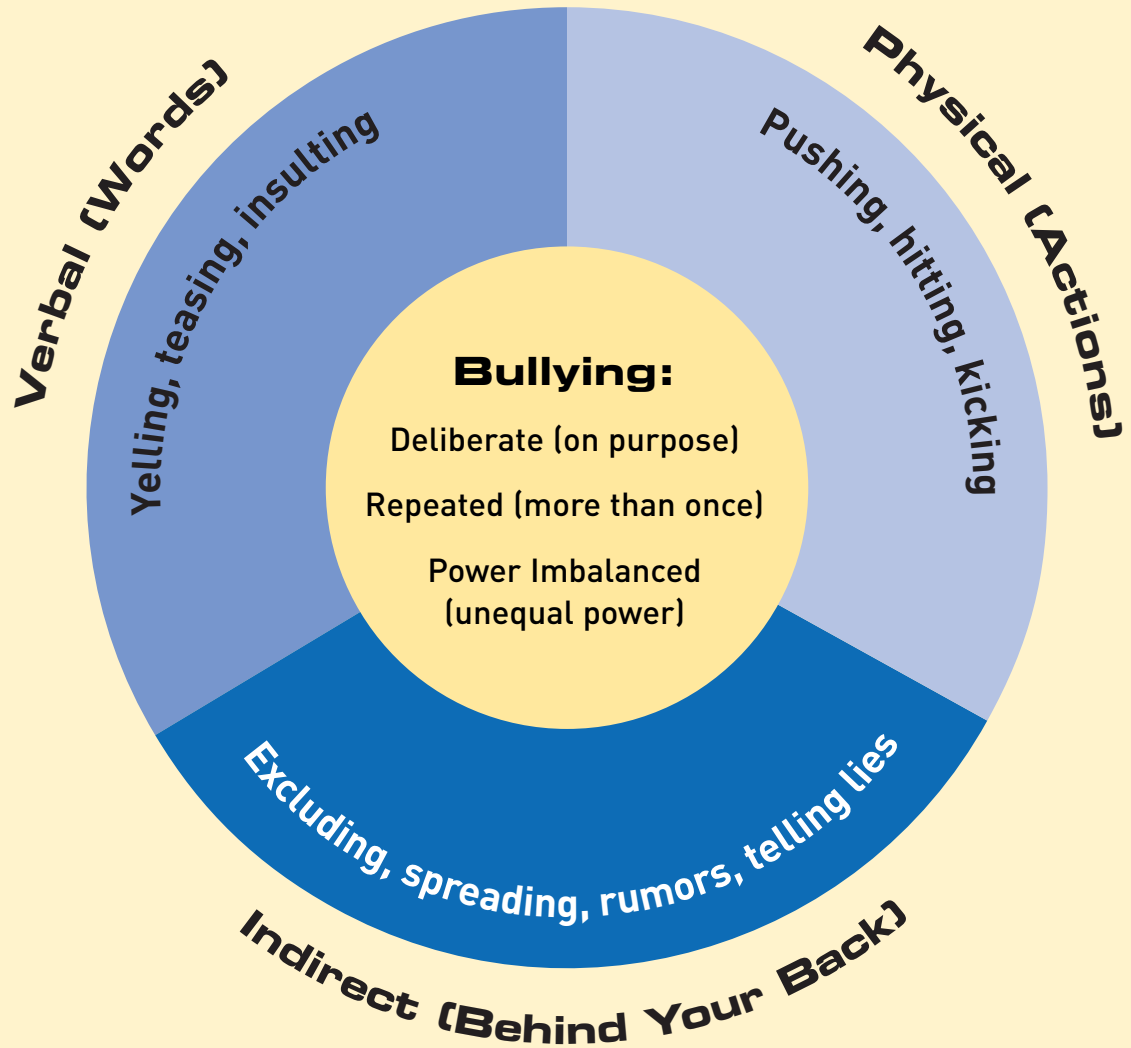 Verbal (Words)
Yelling, teasing, insulting
Physical (Actions)
Pushing, hitting, kicking
Bullying:
Deliberate (on purpose)
Repeated (more than once)
Power Imbalanced
(unequal power)
Excluding, spreading, rumors, telling lies
Indirect (Behind Your Back)